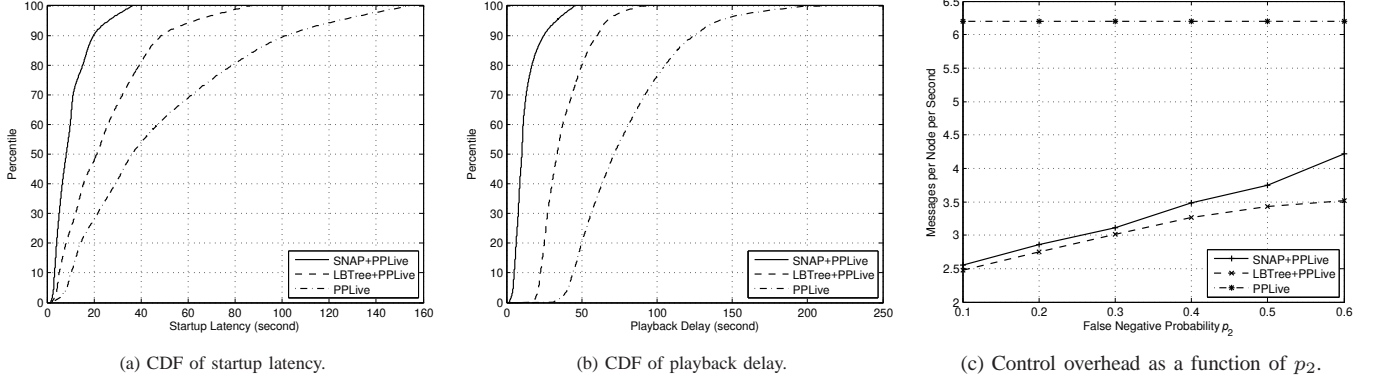 100
90
80
70
60
50
40
30
20
10
0
Percentile
0 20 40 60 80 100 120 140 160
Startup Latency (second)
SNAP+PPLive
LBTree+PPLive
PPLive
(a) CDF of startup latency.
100
90
80
70
60
50
40
30
20
10
0
Percentile
0 50 100 150 200 250
Playback Delay (second)
SNAP+PPLive
LBTree+PPLive
PPLive
(b) CDF of playback delay.
6.5
6
5.5
5
4.5
4
3.5
3
2.5
2
Messages per Node per Second
0.1 0.2 0.3 0.4 0.5 0.6
False Negative Probability p₂
SNAP+PPLive
LBTree+PPLive
PPLive
(c) Control overhead as a function of p₂.